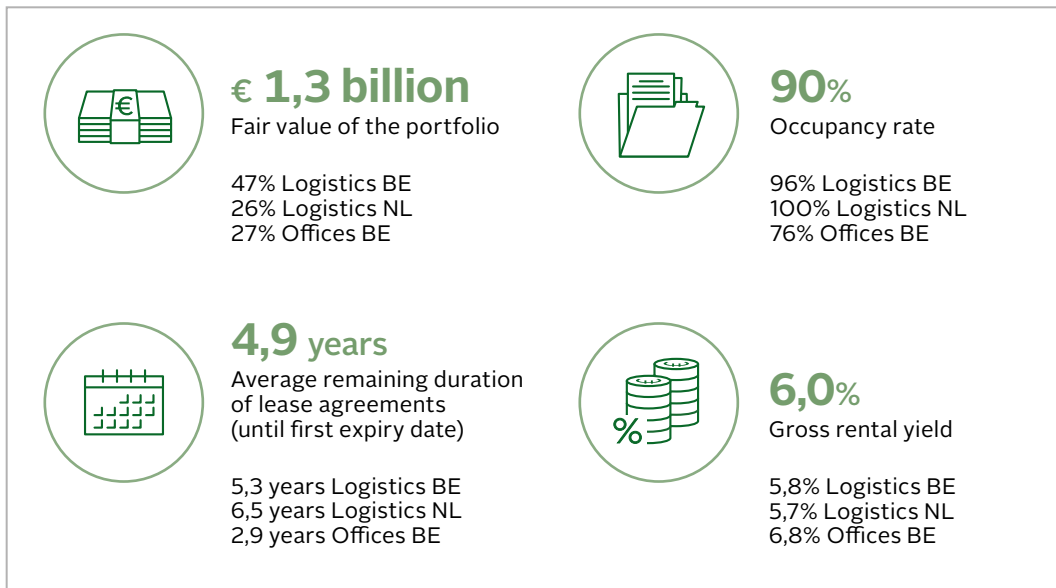 € 1,3 billion
Fair value of the portfolio
47% Logistics BE
26% Logistics NL
27% Offices BE
90%
Occupancy rate
96% Logistics BE
100% Logistics NL
76% Offices BE
4,9 years
Average remaining duration
of lease agreements
(until first expiry date)
5,3 years Logistics BE
6,5 years Logistics NL
2,9 years Offices BE
6,0%
Gross rental yield
5,8% Logistics BE
5,7% Logistics NL
6,8% Offices BE